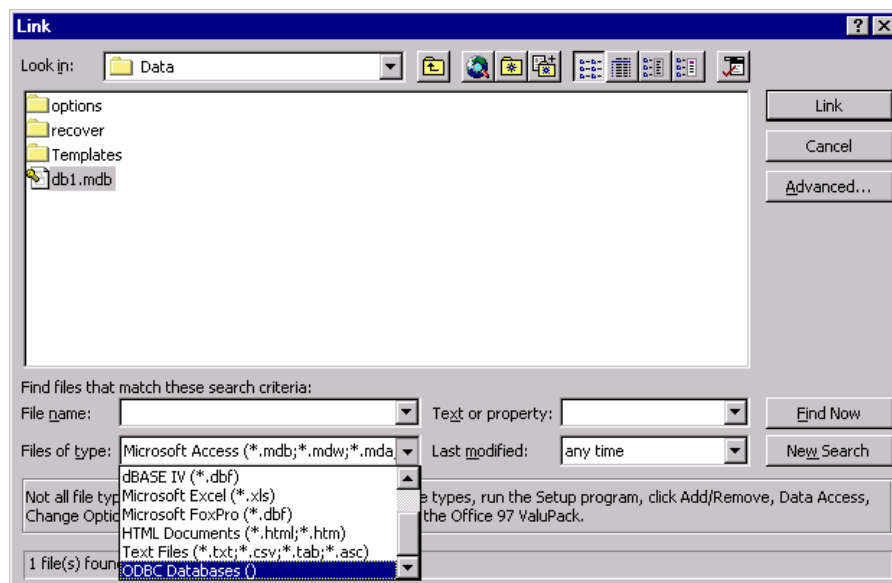 Link
Look in: Data
options
recover
Templates
db1.mdb
Link
Cancel
Advanced...
Find files that match these search criteria:
File name: Text or property: Find Now
Files of type: Microsoft Access (*.mdb;*.mdw;*.mda, Last modified: any time New Search
dBASE IV (*.dbf)
Microsoft Excel (*.xls)
Microsoft FoxPro (*.dbf)
HTML Documents (*.html;*.htm)
Text Files (*.txt;*.csv;*.tab;*.asc)
ODBC Databases ()
Not all file typ e types, run the Setup program, click Add/Remove, Data Access,
Change Optic the Office 97 ValuPack.
1 file(s) foun